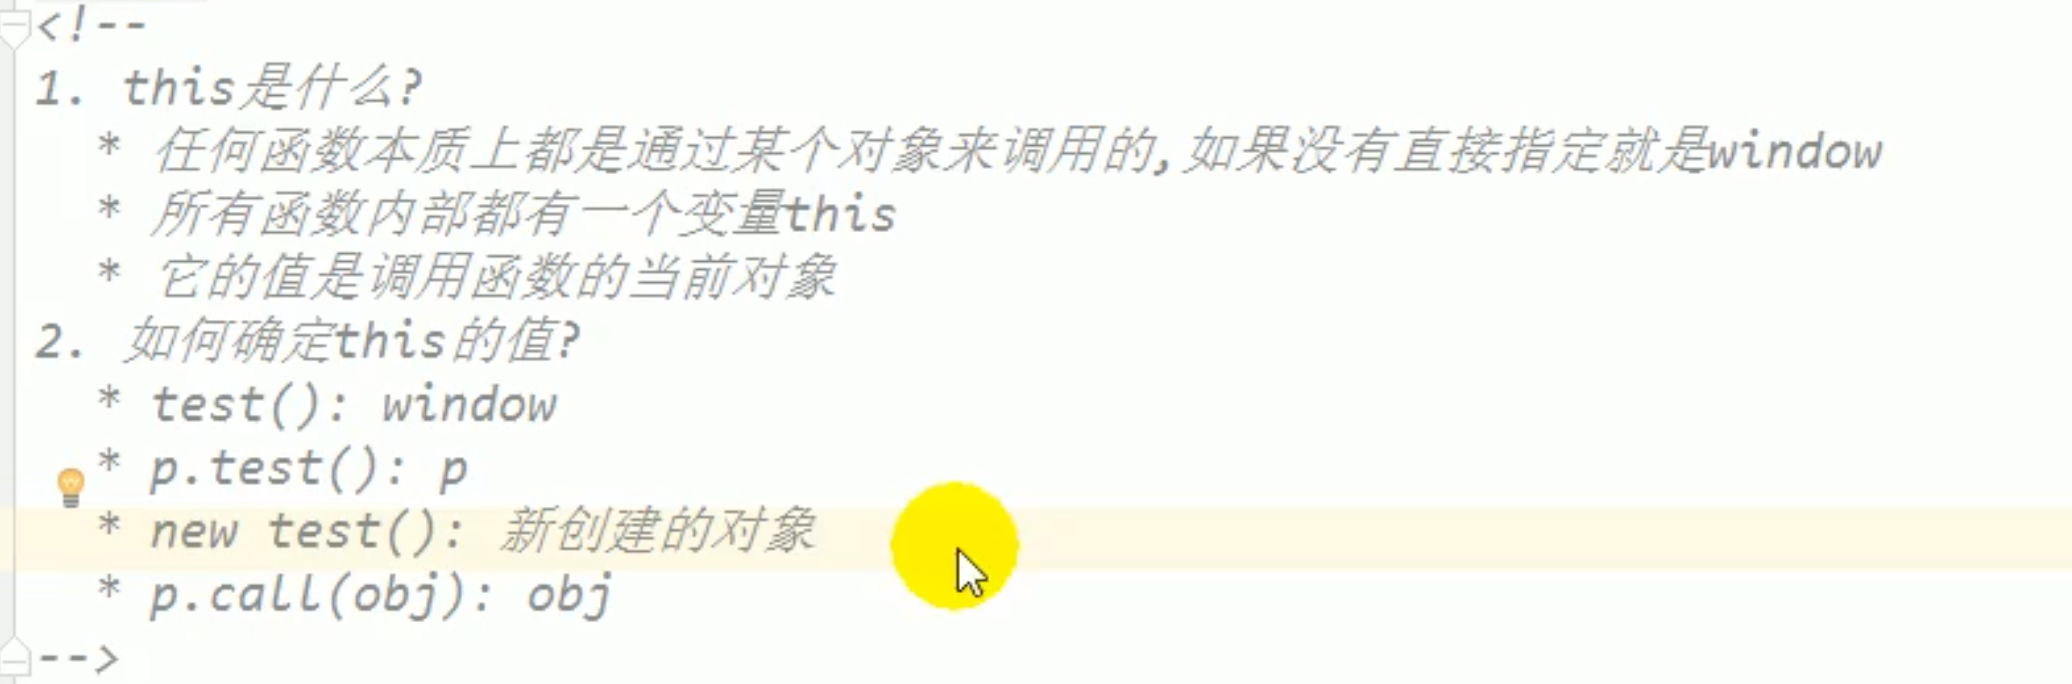 <!--
1. this是什么?
* 任何函数本质上都是通过某个对象来调用的,如果没有直接指定就是window
* 所有函数内部都有一个变量this
* 它的值是调用函数的当前对象
2. 如何确定this的值?
* test(): window
* p.test(): p
* new test(): 新创建的对象
* p.call(obj): obj
-->